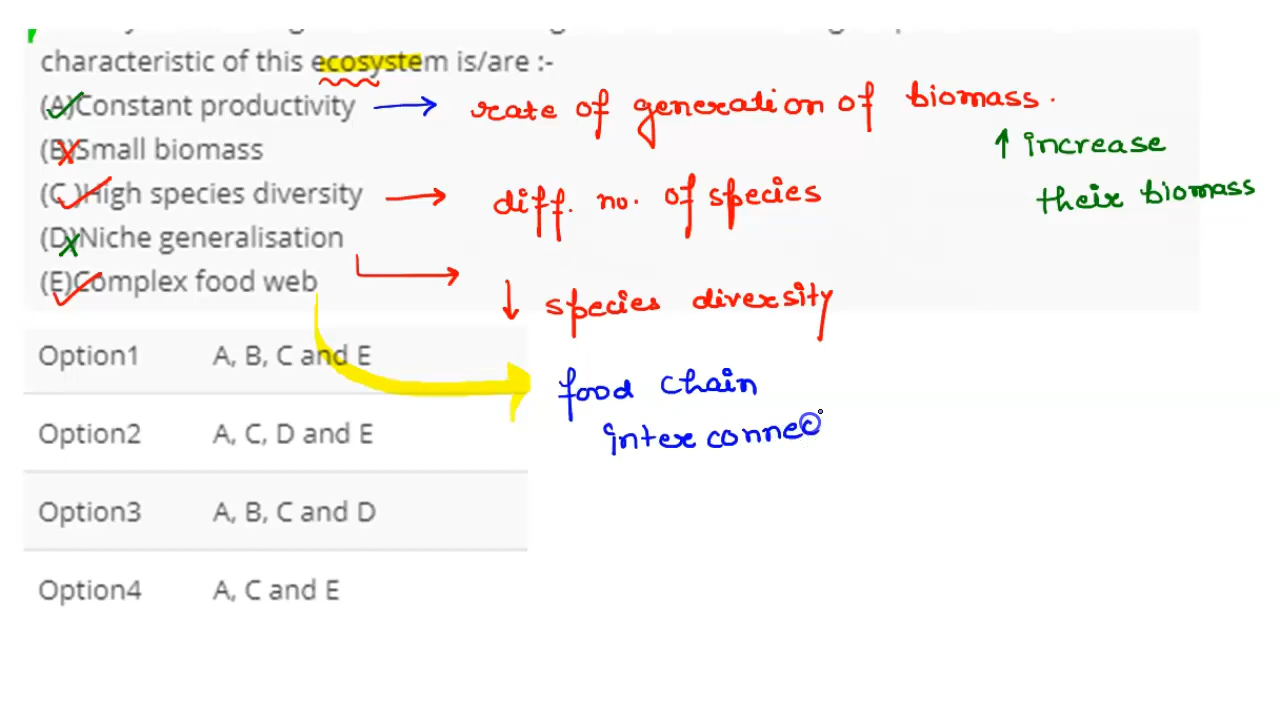 characteristic of this ecosystem is/are :-
(A)Constant productivity → rate of generation of biomass.
↑ increase
their biomass
(B)Small biomass
(C)High species diversity → diff. no. of species
(D)Niche generalisation
↓ species diversity
(E)Complex food web
food chain
inter connec
Option1 A, B, C and E
Option2 A, C, D and E
Option3 A, B, C and D
Option4 A, C and E